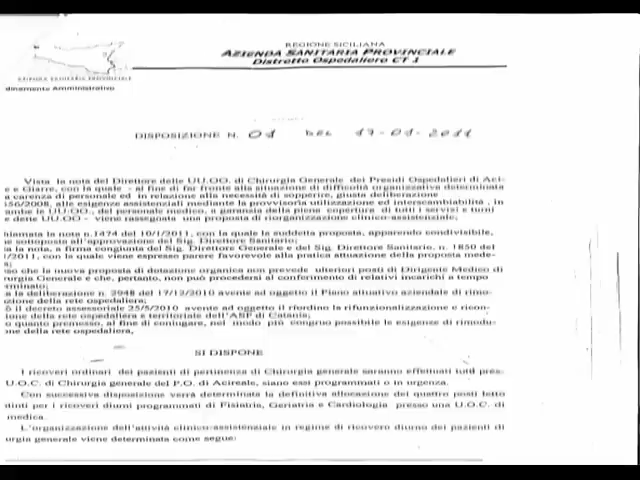 REGIONE SICILIANA
AZIENDA SANITARIA PROVINCIALE
Distretto Ospedaliero CT 1
dinamento Amministrativo
DISPOSIZIONE N. 01 DEL 17-01-2011
Vista la nota del Direttore delle UU.OO. di Chirurgia Generale dei Presidi Ospedalieri di Aci-
e e Giarre, con la quale - al fine di far fronte alla situazione di difficoltà organizzativa determinata
a carenza di personale ed in relazione alla necessità di sopperire, giusta deliberazione
456/2008, alle esigenze assistenziali mediante la provvisoria utilizzazione ed interscambiabilità, in
ambe le UU.OO., del personale medico, a garanzia della piena copertura di tutti i servizi e turni
e dette UU.OO - viene rassegnata una proposta di riorganizzazione clinico-assistenziale;
hiamata la nota n.1474 del 10/1/2011, con la quale la suddetta proposta, apparendo condivisibile,
ne sottoposta all'approvazione del Sig. Direttore Sanitario;
a la nota, a firma congiunta del Sig. Direttore Generale e del Sig. Direttore Sanitario, n. 1850 del
1/2011, con la quale viene espresso parere favorevole alla pratica attuazione della proposta mede-
a;
so che la nuova proposta di dotazione organica non prevede ulteriori posti di Dirigente Medico di
rurgia Generale e che, pertanto, non può procedersi al conferimento di relativi incarichi a tempo
rminato;
a la deliberazione n. 2948 del 17/12/2010 avente ad oggetto il Piano attuativo aziendale di rimo-
zione della rete ospedaliera;
o il decreto assessoriale 25/5/2010 avente ad oggetto il riordino la rifunzionalizzazione e ricon-
ione della rete ospedaliera e territoriale dell'ASP di Catania;
o quanto premesso, al fine di coniugare, nel modo più congruo possibile le esigenze di rimodu-
ne della rete ospedaliera,
SI DISPONE
I ricoveri ordinari dei pazienti di pertinenza di Chirurgia generale saranno effettuati tutti pres-
U.O.C. di Chirurgia generale del P.O. di Acireale, siano essi programmati o in urgenza.
Con successiva disposizione verrà determinata la definitiva allocazione dei quattro posti letto
tinti per i ricoveri diurni programmati di Fisiatria, Geriatria e Cardiologia presso una U.O.C. di
medica.
L'organizzazione dell'attività clinico-assistenziale in regime di ricovero diurno dei pazienti di
urgia generale viene determinata come segue: